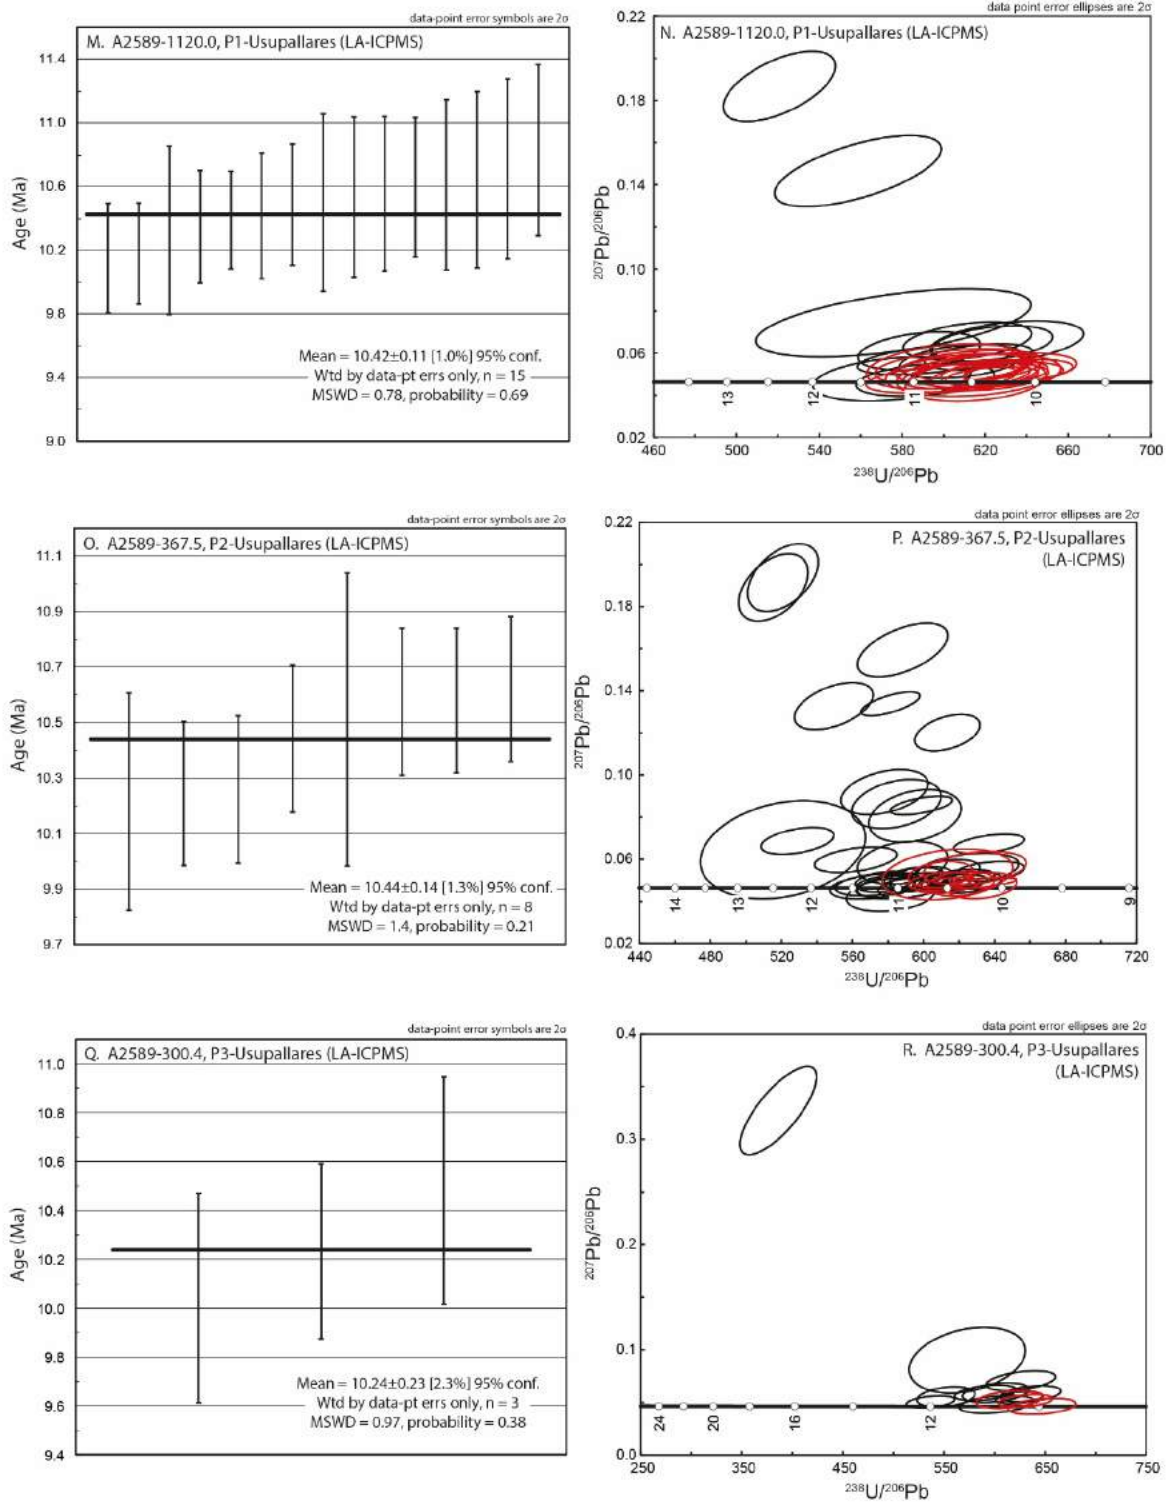 data-point error symbols are 2σ
M. A2589-1120.0, P1-Usupallares (LA-ICPMS)
11.4
11.0
10.6
10.2
9.8
9.4
9.0
Age (Ma)
Mean = 10.42±0.11 [1.0%] 95% conf.
Wtd by data-pt errs only, n = 15
MSWD = 0.78, probability = 0.69
data point error ellipses are 2σ
N. A2589-1120.0, P1-Usupallares (LA-ICPMS)
0.22
0.18
0.14
0.10
0.06
0.02
207Pb/206Pb
13
12
11
10
460
500
540
580
620
660
700
238U/206Pb
data-point error symbols are 2σ
O. A2589-367.5, P2-Usupallares (LA-ICPMS)
11.1
10.9
10.7
10.5
10.3
10.1
9.9
9.7
Age (Ma)
Mean = 10.44±0.14 [1.3%] 95% conf.
Wtd by data-pt errs only, n = 8
MSWD = 1.4, probability = 0.21
data point error ellipses are 2σ
P. A2589-367.5, P2-Usupallares
(LA-ICPMS)
0.22
0.18
0.14
0.10
0.06
0.02
207Pb/206Pb
14
13
12
11
10
9
440
480
520
560
600
640
680
720
238U/206Pb
data-point error symbols are 2σ
Q. A2589-300.4, P3-Usupallares (LA-ICPMS)
11.0
10.8
10.6
10.4
10.2
10.0
9.8
9.6
9.4
Age (Ma)
Mean = 10.24±0.23 [2.3%] 95% conf.
Wtd by data-pt errs only, n = 3
MSWD = 0.97, probability = 0.38
data point error ellipses are 2σ
R. A2589-300.4, P3-Usupallares
(LA-ICPMS)
0.4
0.3
0.2
0.1
0.0
207Pb/206Pb
24
20
16
12
250
350
450
550
650
750
238U/206Pb